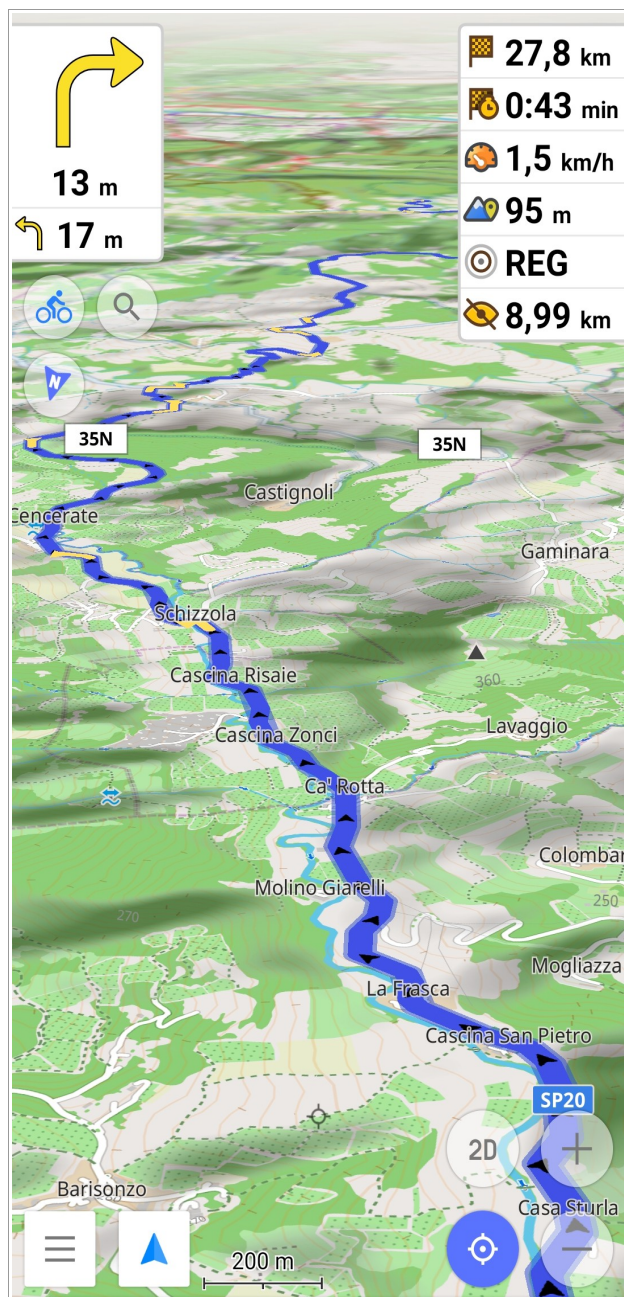 13 m
17 m
27,8 km
0:43 min
1,5 km/h
95 m
REG
8,99 km
N
35N
35N
Castignoli
Cencerate
Gaminara
Schizzola
Cascina Risaie
360
Lavaggio
Cascina Zonci
Ca' Rotta
Colombar
Molino Giarelli
250
270
Mogliazza
La Frasca
Cascina San Pietro
SP20
2D
Barisonzo
Casa Sturla
200 m